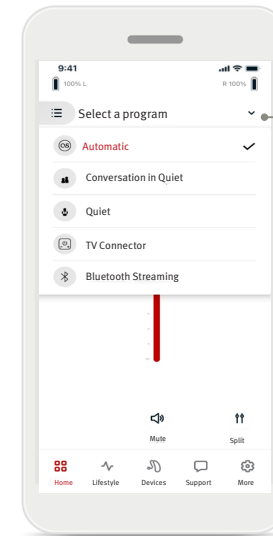 9:41
100% L R 100%
Select a program
Automatic
Conversation in Quiet
Quiet
TV Connector
Bluetooth Streaming
Mute Split
Home Lifestyle Devices Support More